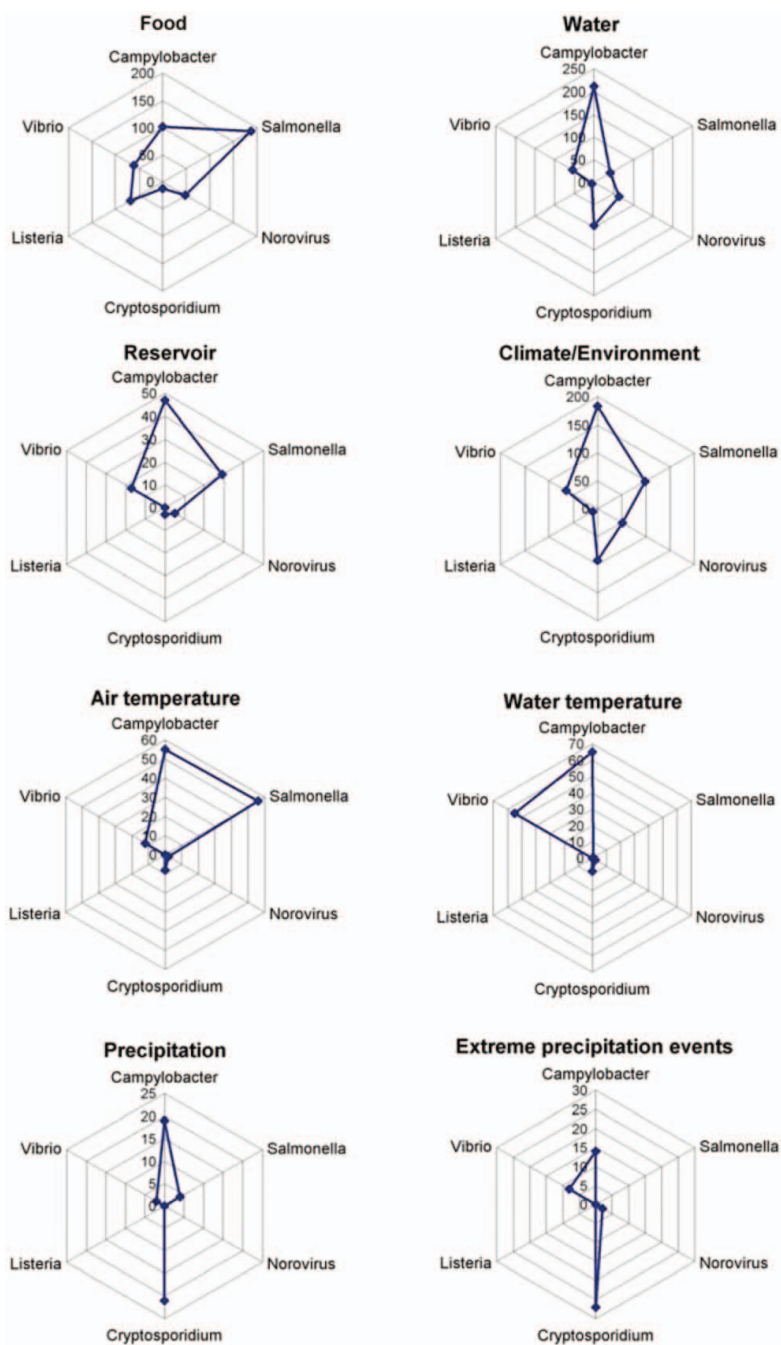 Food
Campylobacter
200
150
100
50
0
Salmonella
Norovirus
Cryptosporidium
Listeria
Vibrio
Water
Campylobacter
250
200
150
100
50
0
Salmonella
Norovirus
Cryptosporidium
Listeria
Vibrio
Reservoir
Campylobacter
50
40
30
20
10
0
Salmonella
Norovirus
Cryptosporidium
Listeria
Vibrio
Climate/Environment
Campylobacter
200
150
100
50
0
Salmonella
Norovirus
Cryptosporidium
Listeria
Vibrio
Air temperature
Campylobacter
60
50
40
30
20
10
0
Salmonella
Norovirus
Cryptosporidium
Listeria
Vibrio
Water temperature
Campylobacter
70
60
50
40
30
20
10
0
Salmonella
Norovirus
Cryptosporidium
Listeria
Vibrio
Precipitation
Campylobacter
25
20
15
10
5
0
Salmonella
Norovirus
Cryptosporidium
Listeria
Vibrio
Extreme precipitation events
Campylobacter
30
25
20
15
10
5
0
Salmonella
Norovirus
Cryptosporidium
Listeria
Vibrio